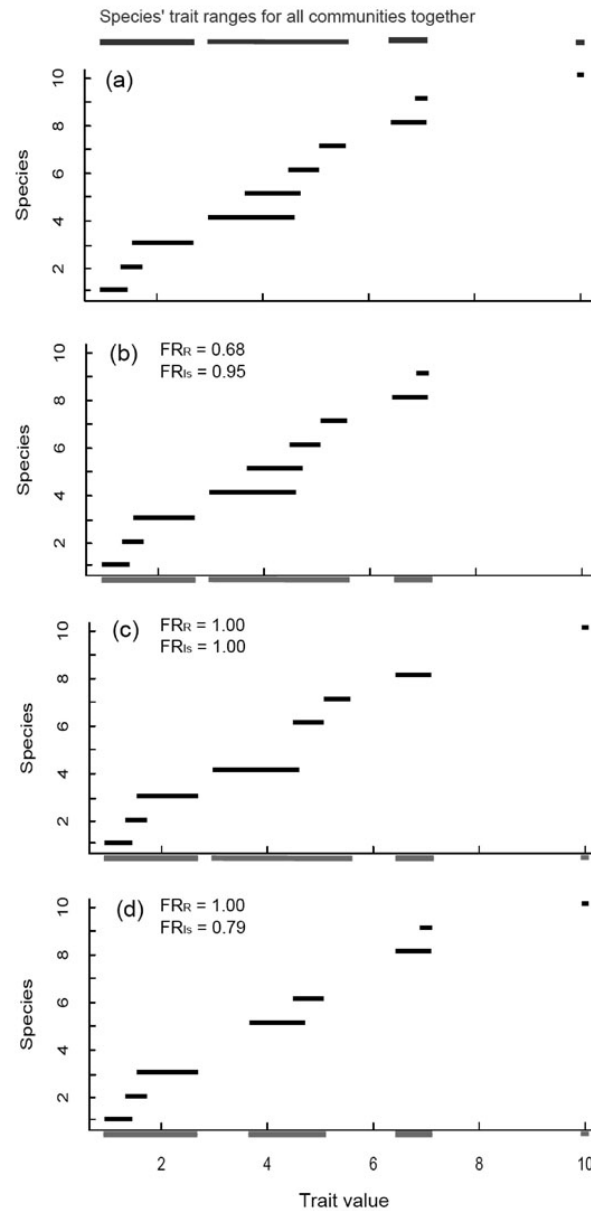 Species' trait ranges for all communities together
(a)
10
8
6
4
2
Species
(b)
FRR = 0.68
FRIs = 0.95
10
8
6
4
2
Species
(c)
FRR = 1.00
FRIs = 1.00
10
8
6
4
2
Species
(d)
FRR = 1.00
FRIs = 0.79
10
8
6
4
2
Species
2 4 6 8 10
Trait value